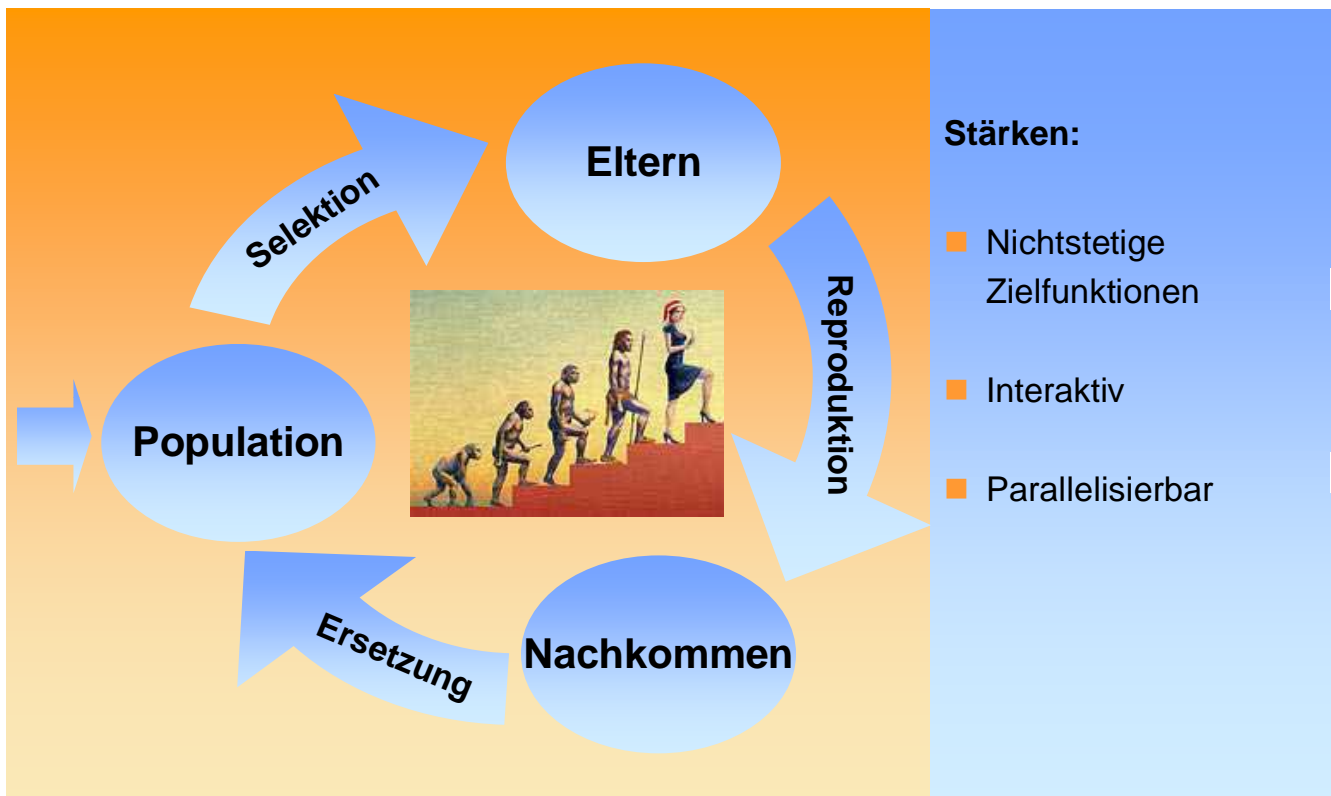 Selektion
Eltern
Reproduktion
Population
Ersetzung
Nachkommen
Stärken:
Nichtstetige
Zielfunktionen
Interaktiv
Parallelisierbar